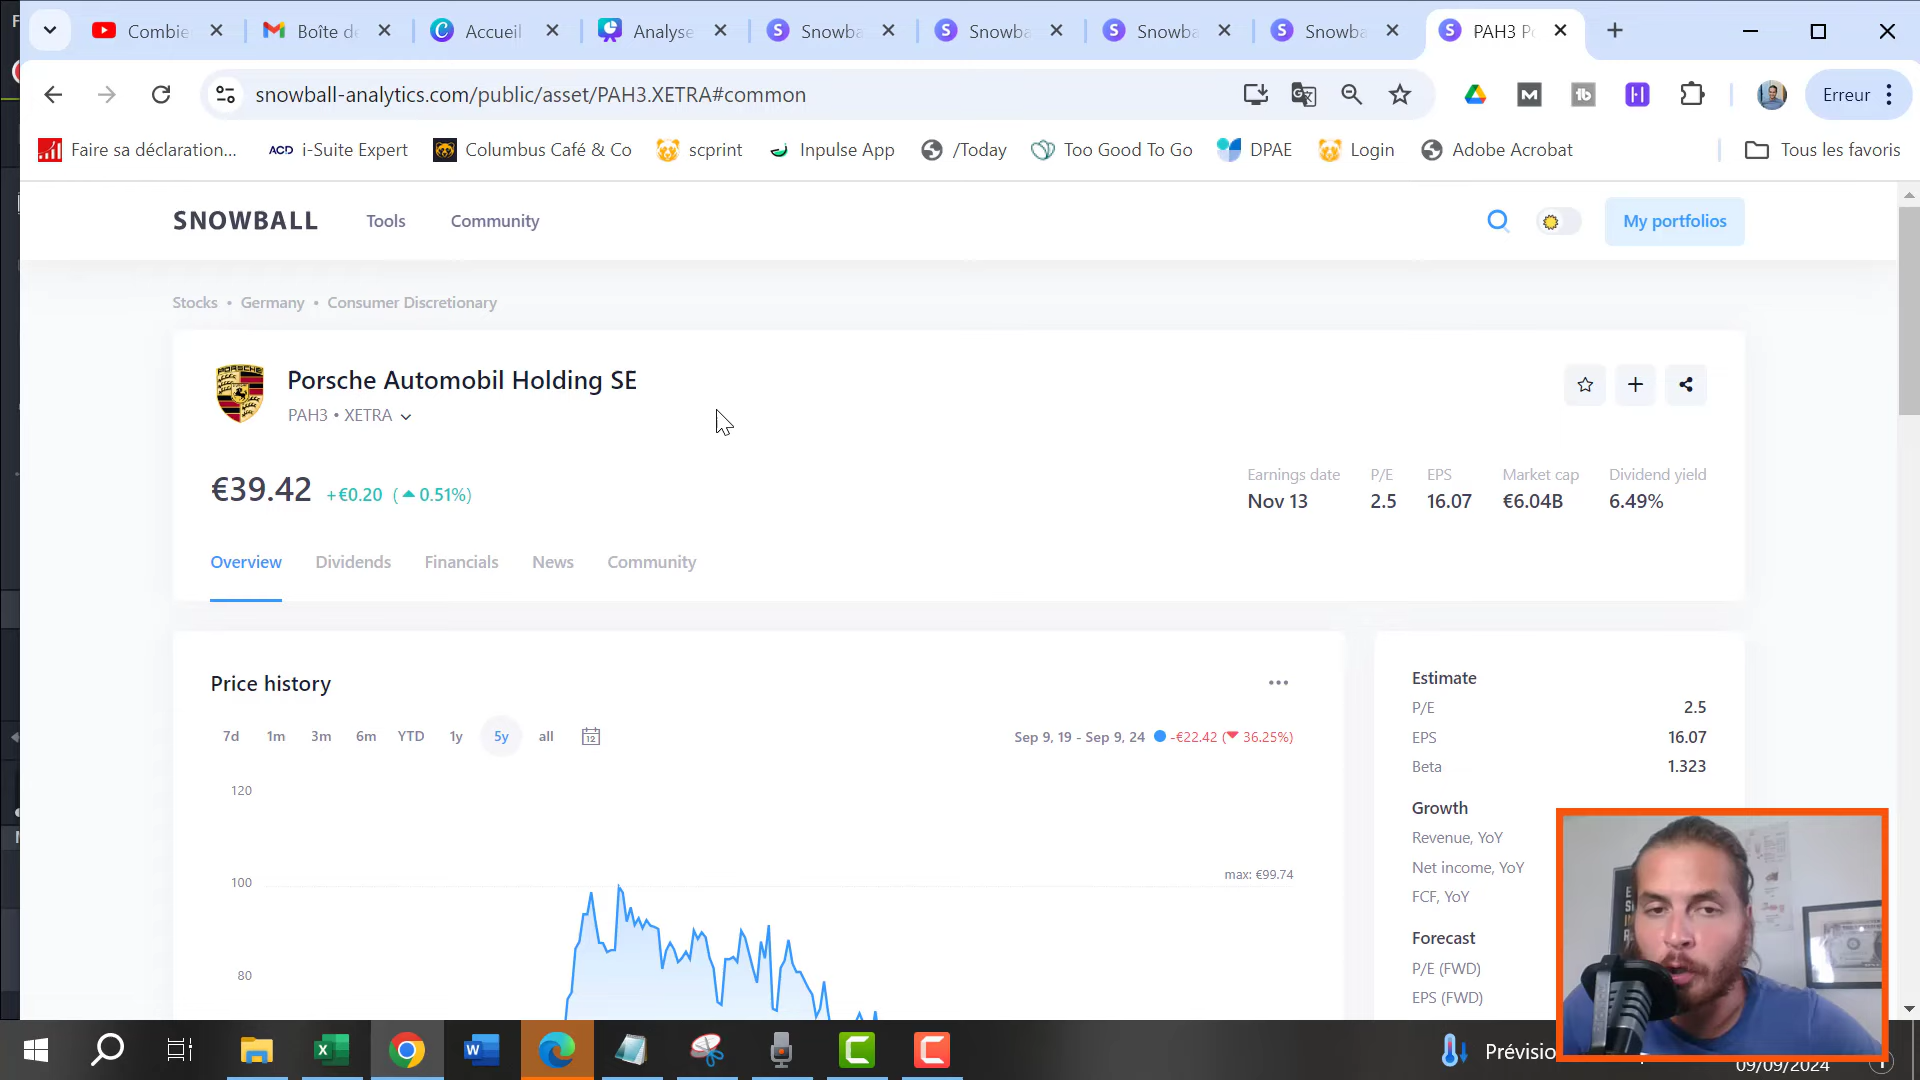 Combie
Boîte de
Accueil
Analyse
Snowba
Snowba
Snowba
Snowba
PAH3 P
snowball-analytics.com/public/asset/PAH3.XETRA#common
Erreur
Faire sa déclaration...
ACD i-Suite Expert
Columbus Café & Co
scprint
Inpulse App
/Today
Too Good To Go
DPAE
Login
Adobe Acrobat
Tous les favoris
SNOWBALL
Tools
Community
My portfolios
Stocks • Germany • Consumer Discretionary
Porsche Automobil Holding SE
PAH3 • XETRA
€39.42 +€0.20 (▲ 0.51%)
Earnings date P/E EPS Market cap Dividend yield
Nov 13 2.5 16.07 €6.04B 6.49%
Overview Dividends Financials News Community
Price history
7d 1m 3m 6m YTD 1y 5y all
Sep 9, 19 - Sep 9, 24 -€22.42 (▼ 36.25%)
120
100
max: €99.74
80
Estimate
P/E 2.5
EPS 16.07
Beta 1.323
Growth
Revenue, YoY
Net income, YoY
FCF, YoY
Forecast
P/E (FWD)
EPS (FWD)
Prévisio
09/09/2024